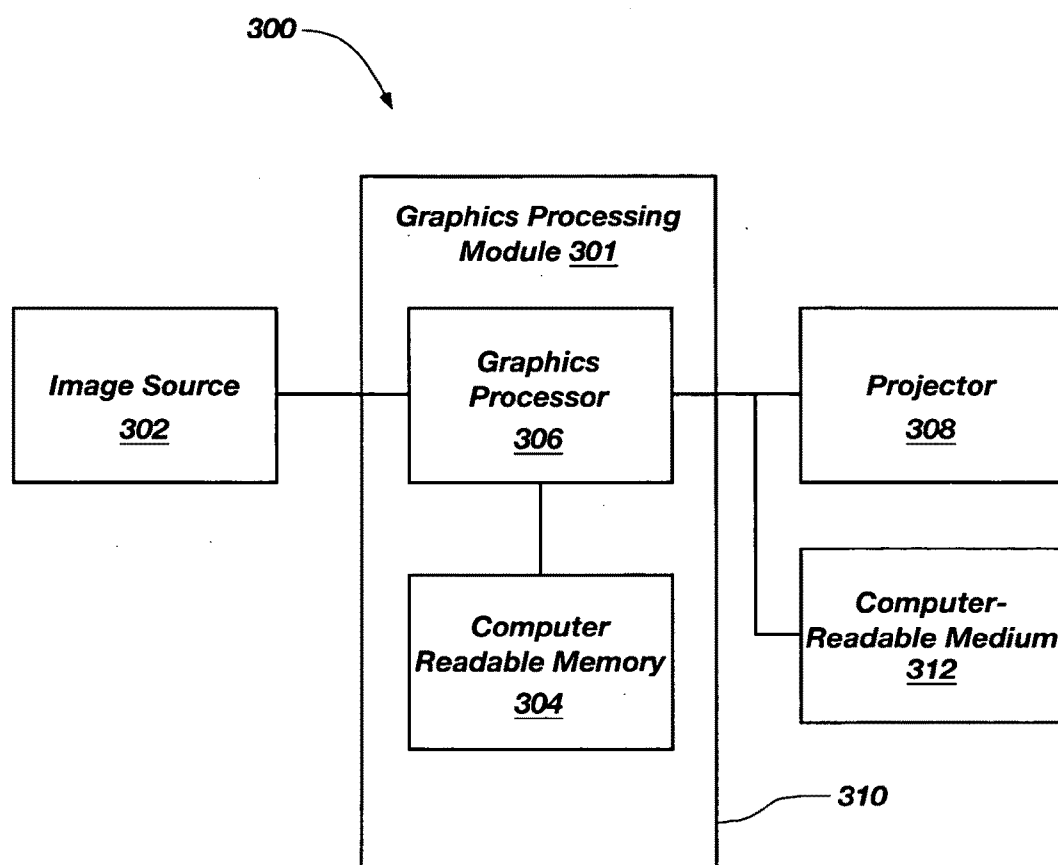 300
Graphics Processing
Module 301
Image Source
302
Graphics
Processor
306
Projector
308
Computer
Readable Memory
304
Computer-
Readable Medium
312
310